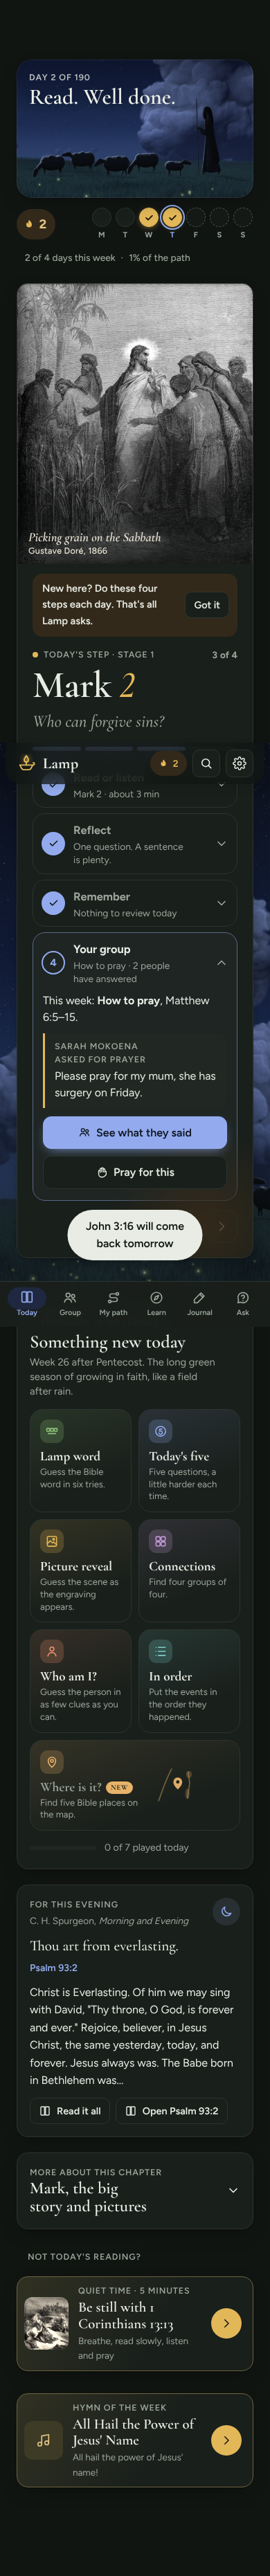 DAY 2 OF 190
Read. Well done.
2
M T W T F S S
2 of 4 days this week · 1% of the path
Picking grain on the Sabbath
Gustave Doré, 1866
New here? Do these four
steps each day. That's all
Lamp asks.
Got it
TODAY'S STEP · STAGE 1
3 of 4
Mark 2
Who can forgive sins?
Lamp
2
Read or listen
Mark 2 · about 3 min
Reflect
One question. A sentence
is plenty.
Remember
Nothing to review today
4
Your group
How to pray · 2 people
have answered
This week: How to pray, Matthew
6:5–15.
SARAH MOKOENA
ASKED FOR PRAYER
Please pray for my mum, she has
surgery on Friday.
See what they said
Pray for this
John 3:16 will come
back tomorrow
Today Group My path Learn Journal Ask
Something new today
Week 26 after Pentecost. The long green
season of growing in faith, like a field
after rain.
Lamp word
Guess the Bible
word in six tries.
5
Today's five
Five questions, a
little harder each
time.
Picture reveal
Guess the scene as
the engraving
appears.
Connections
Find four groups of
four.
Who am I?
Guess the person in
as few clues as you
can.
In order
Put the events in
the order they
happened.
Where is it? NEW
Find five Bible places on
the map.
0 of 7 played today
FOR THIS EVENING
C. H. Spurgeon, Morning and Evening
Thou art from everlasting.
Psalm 93:2
Christ is Everlasting. Of him we may sing
with David, "Thy throne, O God, is forever
and ever." Rejoice, believer, in Jesus
Christ, the same yesterday, today, and
forever. Jesus always was. The Babe born
in Bethlehem was…
Read it all
Open Psalm 93:2
MORE ABOUT THIS CHAPTER
Mark, the big
story and pictures
NOT TODAY'S READING?
QUIET TIME · 5 MINUTES
Be still with 1
Corinthians 13:13
Breathe, read slowly, listen
and pray
HYMN OF THE WEEK
All Hail the Power of
Jesus' Name
All hail the power of Jesus'
name!